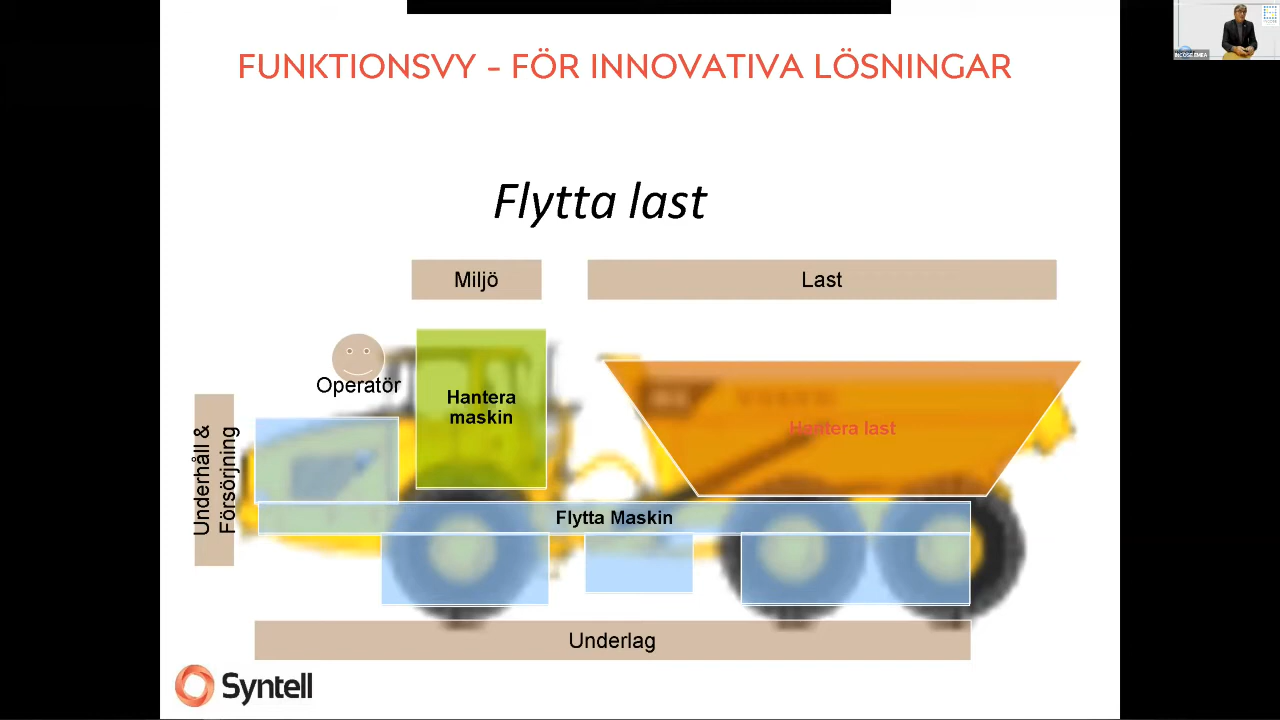 FUNKTIONSVY - FÖR INNOVATIVA LÖSNINGAR
Flytta last
Miljö
Last
Operatör
Hantera
maskin
Hantera last
Underhåll &
Försörjning
Flytta Maskin
Underlag
Syntell